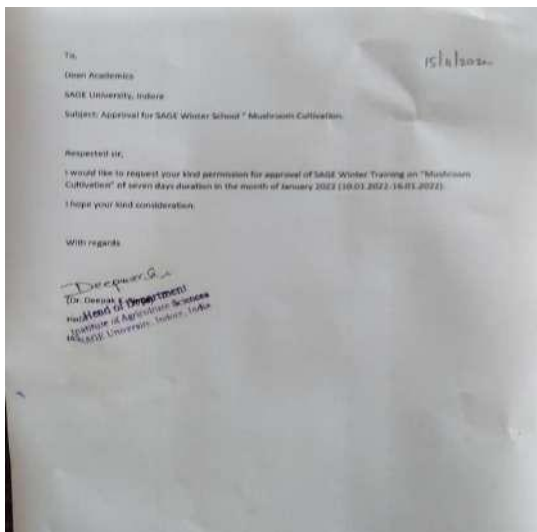 To,
15/11/202
Dean Academics
SAGE University, Indore
Subject: Approval for SAGE Winter School " Mushroom Cultivation.
Respected sir,
I would like to request your kind permission for approval of SAGE Winter Training on "Mushroom
Cultivation" of seven days duration in the month of January 2022 (10.01.2022-16.01.2022).
I hope your kind consideration.
With regards
(Dr. Deepak
Head of Department
Institute of Agriculture Sciences
SAGE University, Indore, India